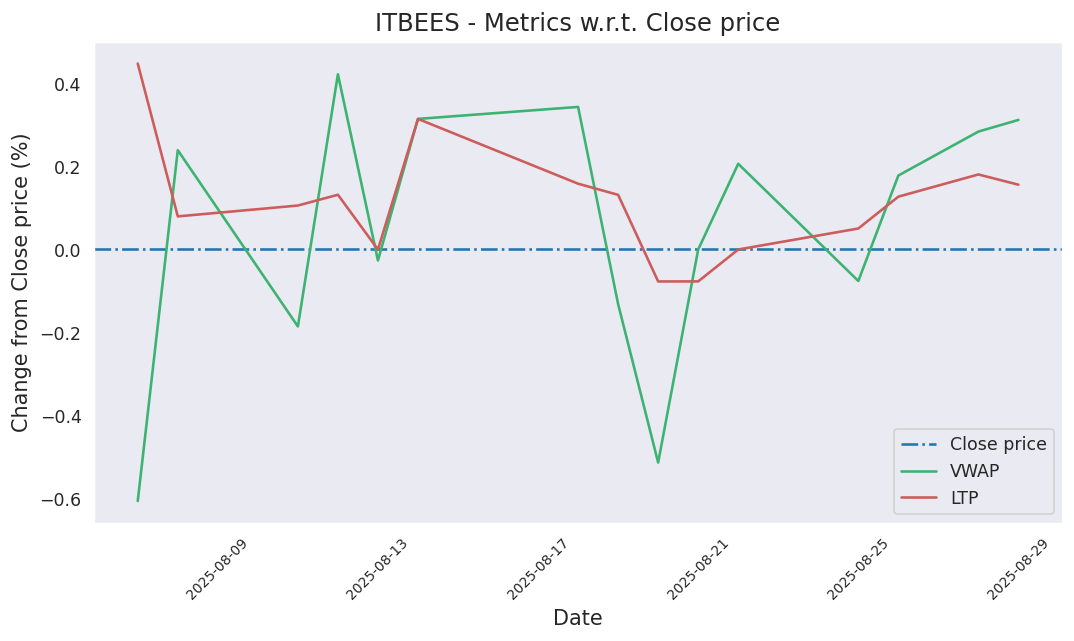 ITBEES - Metrics w.r.t. Close price
Change from Close price (%)
0.4
0.2
0.0
−0.2
−0.4
−0.6
Close price
VWAP
LTP
2025-08-09
2025-08-13
2025-08-17
2025-08-21
2025-08-25
2025-08-29
Date